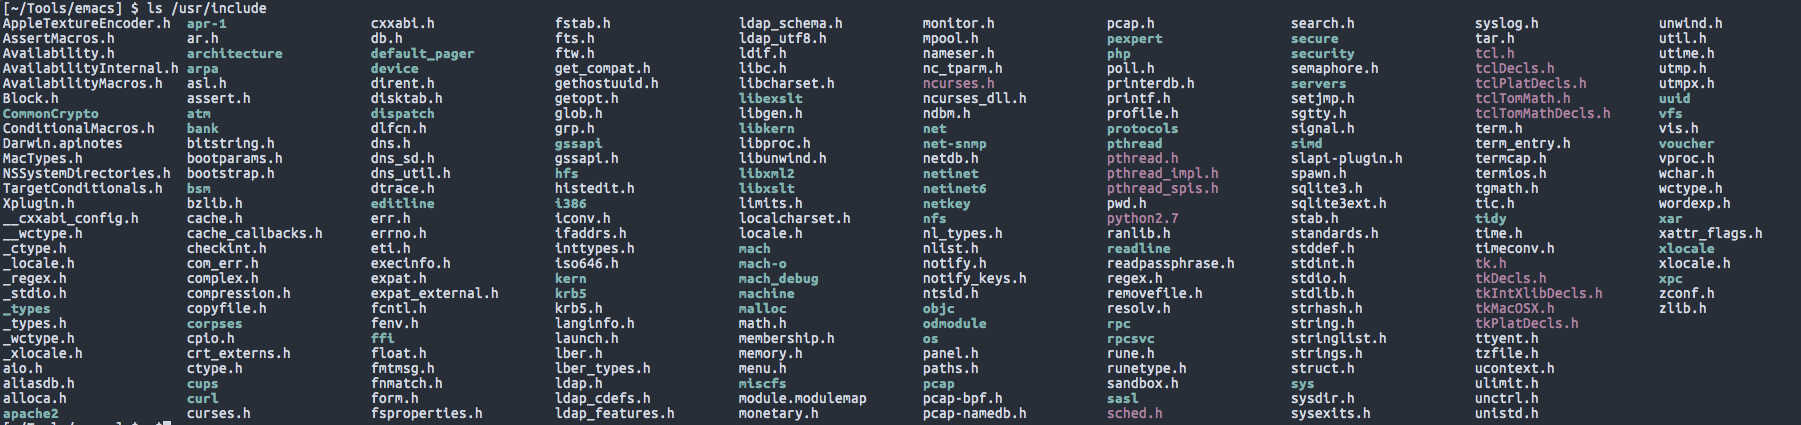 [~/Tools/emacs] $ ls /usr/include
AppleTextureEncoder.h apr-1 cxxabi.h fstab.h ldap_schema.h monitor.h pcap.h search.h syslog.h unwind.h
AssertMacros.h ar.h db.h fts.h ldap_utf8.h mpool.h pexpert secure tar.h util.h
Availability.h architecture default_pager ftw.h ldif.h nameser.h php security tcl.h utime.h
AvailabilityInternal.h arpa device get_compat.h libc.h nc_tparm.h poll.h semaphore.h tclDecls.h utmp.h
AvailabilityMacros.h asl.h dirent.h gethostuuid.h libcharset.h ncurses.h printerdb.h servers tclPlatDecls.h utmpx.h
Block.h assert.h disktab.h getopt.h libexslt ncurses_dll.h printf.h setjmp.h tclTomMath.h uuid
CommonCrypto atm dispatch glob.h libgen.h ndbm.h profile.h sgtty.h tclTomMathDecls.h vfs
ConditionalMacros.h bank dlfcn.h grp.h libkern net protocols signal.h term.h vis.h
Darwin.apinotes bitstring.h dns.h gssapi libproc.h net-snmp pthread simd term_entry.h voucher
MacTypes.h bootparams.h dns_sd.h gssapi.h libunwind.h netdb.h pthread.h slapi-plugin.h termcap.h vproc.h
NSSystemDirectories.h bootstrap.h dns_util.h hfs libxml2 netinet pthread_impl.h spawn.h termios.h wchar.h
TargetConditionals.h bsm dtrace.h histedit.h libxslt netinet6 pthread_spis.h sqlite3.h tgmath.h wctype.h
Xplugin.h bzlib.h editline i386 limits.h netkey pwd.h sqlite3ext.h tic.h wordexp.h
__cxxabi_config.h cache.h err.h iconv.h localcharset.h nfs python2.7 stab.h tidy xar
__wctype.h cache_callbacks.h errno.h ifaddrs.h locale.h nl_types.h ranlib.h standards.h time.h xattr_flags.h
_ctype.h checkint.h eti.h inttypes.h mach nlist.h readline stddef.h timeconv.h xlocale
_locale.h com_err.h execinfo.h iso646.h mach-o notify.h readpassphrase.h stdint.h tk.h xlocale.h
_regex.h complex.h expat.h kern mach_debug notify_keys.h regex.h stdio.h tkDecls.h xpc
_stdio.h compression.h expat_external.h krb5 machine ntsid.h removefile.h stdlib.h tkIntXlibDecls.h zconf.h
_types copyfile.h fcntl.h krb5.h malloc objc resolv.h strhash.h tkMacOSX.h zlib.h
_types.h corpses fenv.h langinfo.h math.h odmodule rpc string.h tkPlatDecls.h
_wctype.h cpio.h ffi launch.h membership.h os rpcsvc stringlist.h ttyent.h
_xlocale.h crt_externs.h float.h lber.h memory.h panel.h rune.h strings.h tzfile.h
aio.h ctype.h fmtmsg.h lber_types.h menu.h paths.h runetype.h struct.h ucontext.h
aliasdb.h cups fnmatch.h ldap.h miscfs pcap sandbox.h sys ulimit.h
alloca.h curl form.h ldap_cdefs.h module.modulemap pcap-bpf.h sasl sysdir.h unctrl.h
apache2 curses.h fsproperties.h ldap_features.h monetary.h pcap-namedb.h sched.h sysexits.h unistd.h